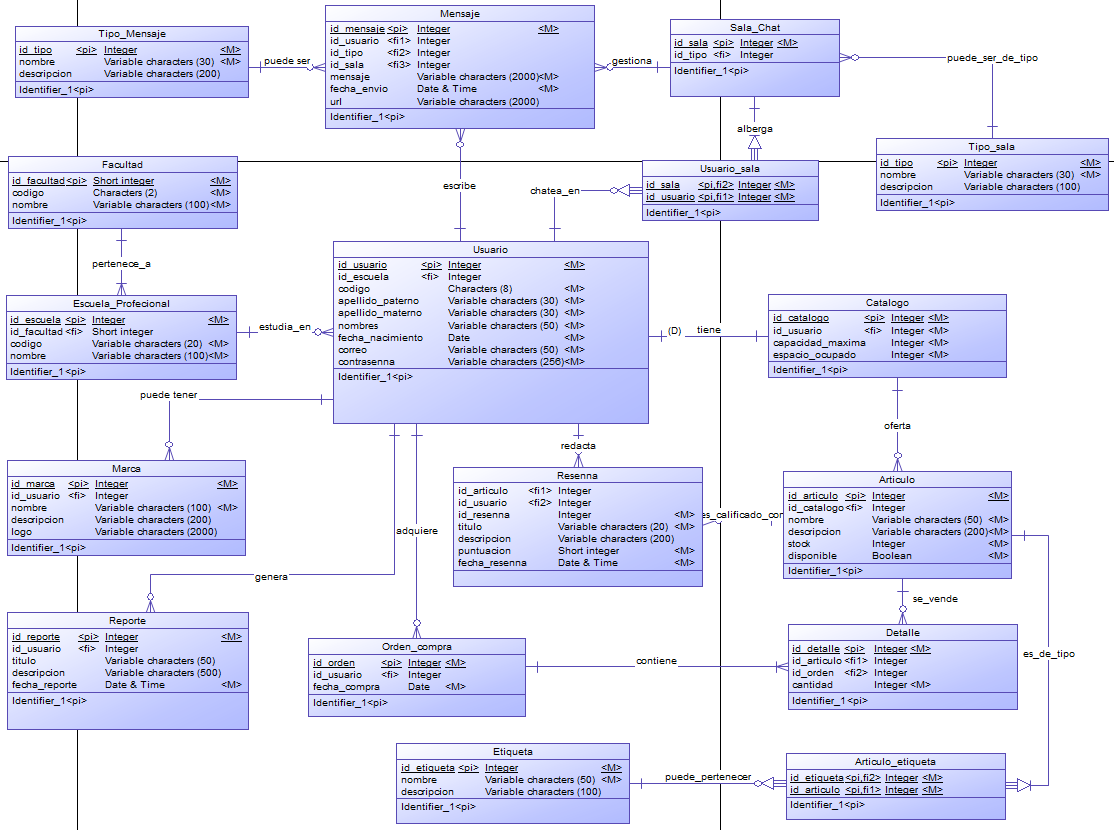 Tipo_Mensaje
id_tipo <pi> Integer <M>
nombre Variable characters (30) <M>
descripcion Variable characters (200)
Identifier_1<pi>
puede ser
Mensaje
id_mensaje <pi> Integer <M>
id_usuario <fi1> Integer
id_tipo <fi2> Integer
id_sala <fi3> Integer
mensaje Variable characters (2000)<M>
fecha_envio Date & Time <M>
url Variable characters (2000)
Identifier_1<pi>
gestiona
Sala_Chat
id_sala <pi> Integer <M>
id_tipo <fi> Integer
Identifier_1<pi>
puede_ser_de_tipo
alberga
Tipo_sala
id_tipo <pi> Integer <M>
nombre Variable characters (30) <M>
descripcion Variable characters (100)
Identifier_1<pi>
Facultad
id_facultad<pi> Short integer <M>
codigo Characters (2) <M>
nombre Variable characters (100)<M>
Identifier_1<pi>
escribe
chatea_en
Usuario_sala
id_sala <pi,fi2> Integer <M>
id_usuario <pi,fi1> Integer <M>
Identifier_1<pi>
pertenece_a
Escuela_Profecional
id_escuela <pi> Integer <M>
id_facultad <fi> Short integer
codigo Variable characters (20) <M>
nombre Variable characters (100)<M>
Identifier_1<pi>
estudia_en
Usuario
id_usuario <pi> Integer <M>
id_escuela <fi> Integer
codigo Characters (8) <M>
apellido_paterno Variable characters (30) <M>
apellido_materno Variable characters (30) <M>
nombres Variable characters (50) <M>
fecha_nacimiento Date <M>
correo Variable characters (50) <M>
contrasenna Variable characters (256)<M>
Identifier_1<pi>
(D) tiene
Catalogo
id_catalogo <pi> Integer <M>
id_usuario <fi> Integer <M>
capacidad_maxima Integer <M>
espacio_ocupado Integer <M>
Identifier_1<pi>
puede tener
oferta
redacta
Marca
id_marca <pi> Integer <M>
id_usuario <fi> Integer
nombre Variable characters (100) <M>
descripcion Variable characters (200)
logo Variable characters (2000)
Identifier_1<pi>
adquiere
Resenna
id_articulo <fi1> Integer
id_usuario <fi2> Integer
id_resenna Integer <M>
titulo Variable characters (20) <M>
descripcion Variable characters (200)
puntuacion Short integer <M>
fecha_resenna Date & Time <M>
es_calificado_con
Articulo
id_articulo <pi> Integer <M>
id_catalogo<fi> Integer
nombre Variable characters (50) <M>
descripcion Variable characters (200)<M>
stock Integer <M>
disponible Boolean <M>
Identifier_1<pi>
genera
se_vende
Reporte
id_reporte <pi> Integer <M>
id_usuario <fi> Integer
titulo Variable characters (50)
descripcion Variable characters (500)
fecha_reporte Date & Time <M>
Identifier_1<pi>
Orden_compra
id_orden <pi> Integer <M>
id_usuario <fi> Integer
fecha_compra Date <M>
Identifier_1<pi>
contiene
Detalle
id_detalle <pi> Integer <M>
id_articulo <fi1> Integer
id_orden <fi2> Integer
cantidad Integer <M>
Identifier_1<pi>
es_de_tipo
Etiqueta
id_etiqueta <pi> Integer <M>
nombre Variable characters (50) <M>
descripcion Variable characters (100)
Identifier_1<pi>
puede_pertenecer
Articulo_etiqueta
id_etiqueta <pi,fi2> Integer <M>
id_articulo <pi,fi1> Integer <M>
Identifier_1<pi>